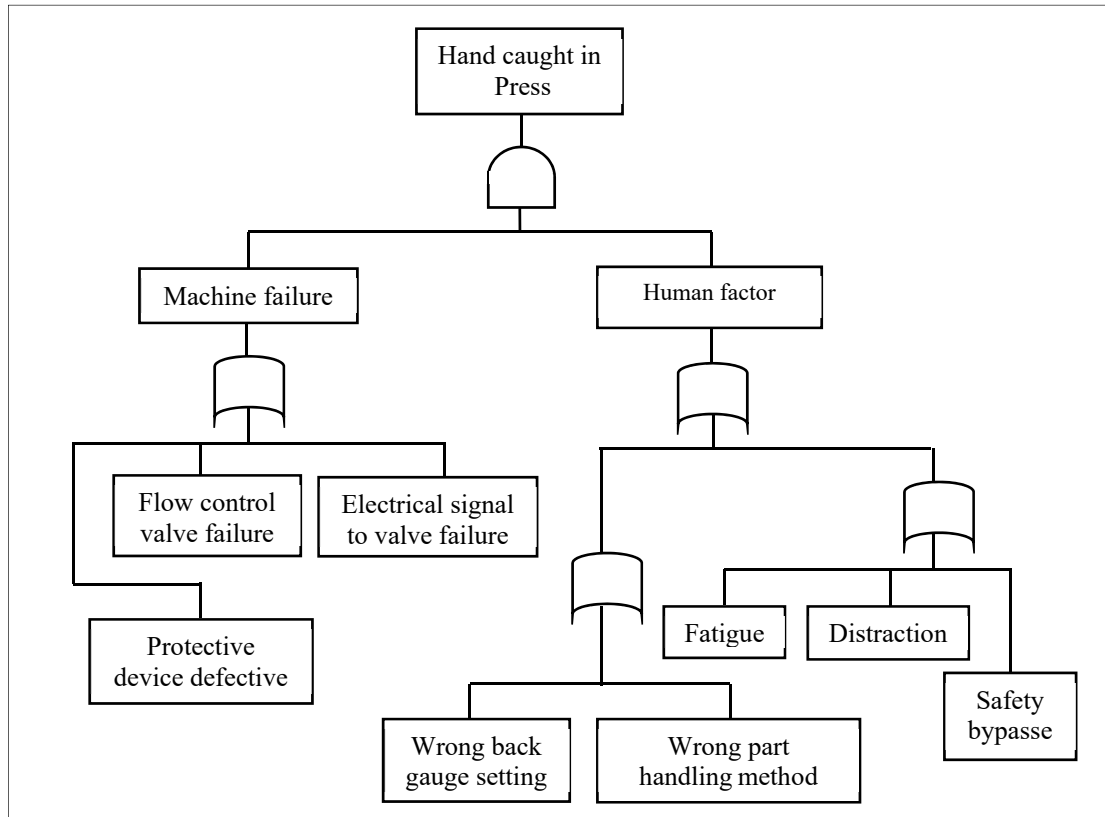 Hand caught in
Press
Machine failure
Human factor
Flow control
valve failure
Electrical signal
to valve failure
Protective
device defective
Fatigue
Distraction
Safety
bypasse
Wrong back
gauge setting
Wrong part
handling method